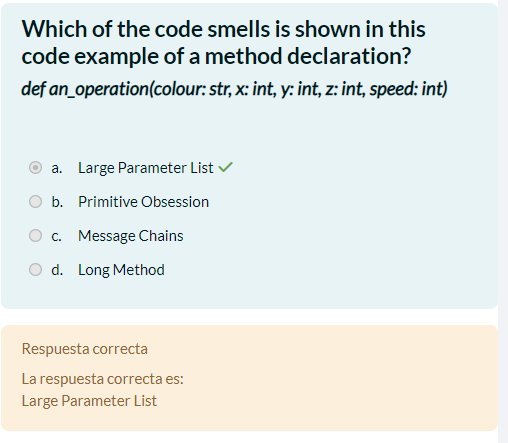 Which of the code smells is shown in this
code example of a method declaration?
def an_operation(colour: str, x: int, y: int, z: int, speed: int)
a. Large Parameter List
b. Primitive Obsession
c. Message Chains
d. Long Method
Respuesta correcta
La respuesta correcta es:
Large Parameter List